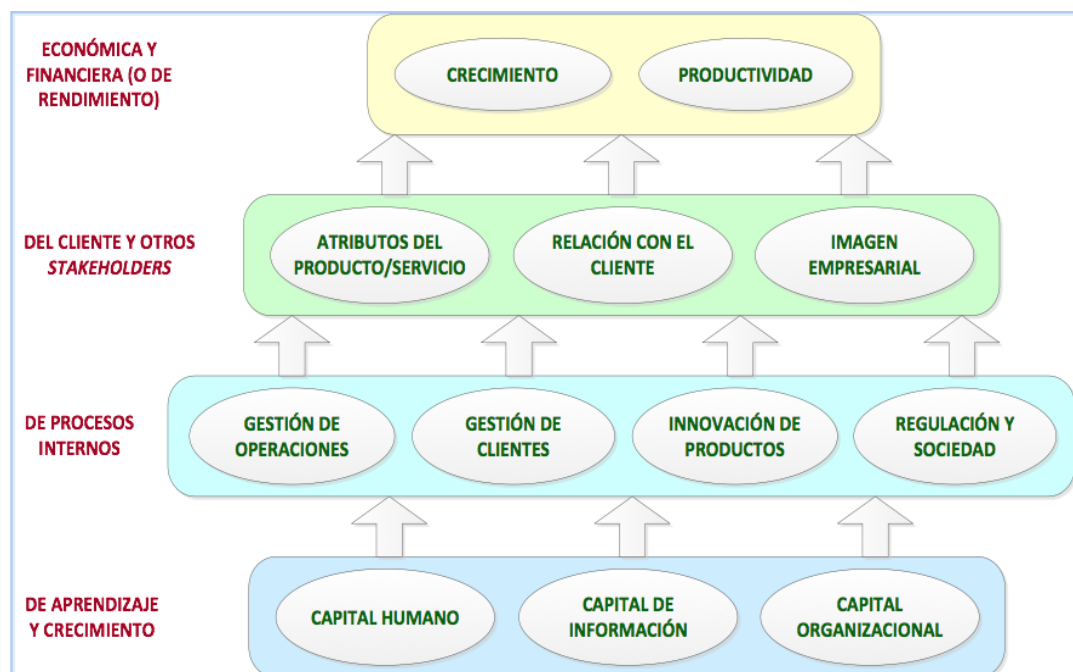 ECONÓMICA Y
FINANCIERA (O DE
RENDIMIENTO)
CRECIMIENTO
PRODUCTIVIDAD
DEL CLIENTE Y OTROS
STAKEHOLDERS
ATRIBUTOS DEL
PRODUCTO/SERVICIO
RELACIÓN CON EL
CLIENTE
IMAGEN
EMPRESARIAL
DE PROCESOS
INTERNOS
GESTIÓN DE
OPERACIONES
GESTIÓN DE
CLIENTES
INNOVACIÓN DE
PRODUCTOS
REGULACIÓN Y
SOCIEDAD
DE APRENDIZAJE
Y CRECIMIENTO
CAPITAL HUMANO
CAPITAL DE
INFORMACIÓN
CAPITAL
ORGANIZACIONAL